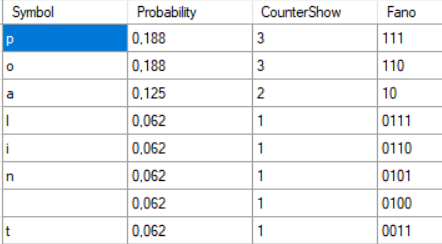 Symbol Probability CounterShow Fano
p 0,188 3 111
o 0,188 3 110
a 0,125 2 10
l 0,062 1 0111
i 0,062 1 0110
n 0,062 1 0101
0,062 1 0100
t 0,062 1 0011